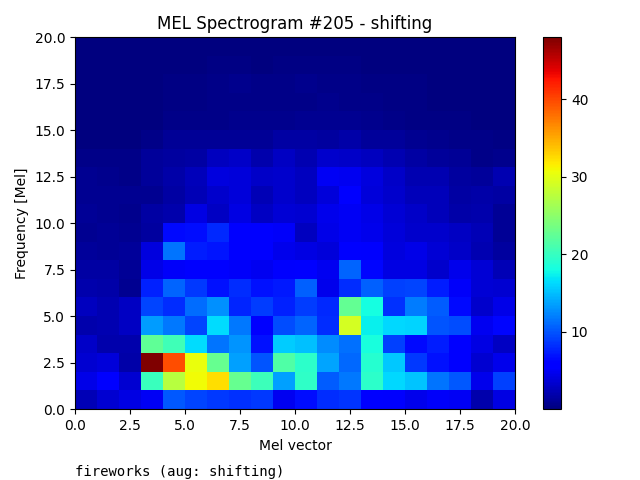 MEL Spectrogram #205 - shifting
20.0
17.5
15.0
12.5
10.0
7.5
5.0
2.5
0.0
Frequency [Mel]
0.0 2.5 5.0 7.5 10.0 12.5 15.0 17.5 20.0
Mel vector
40
30
20
10
fireworks (aug: shifting)